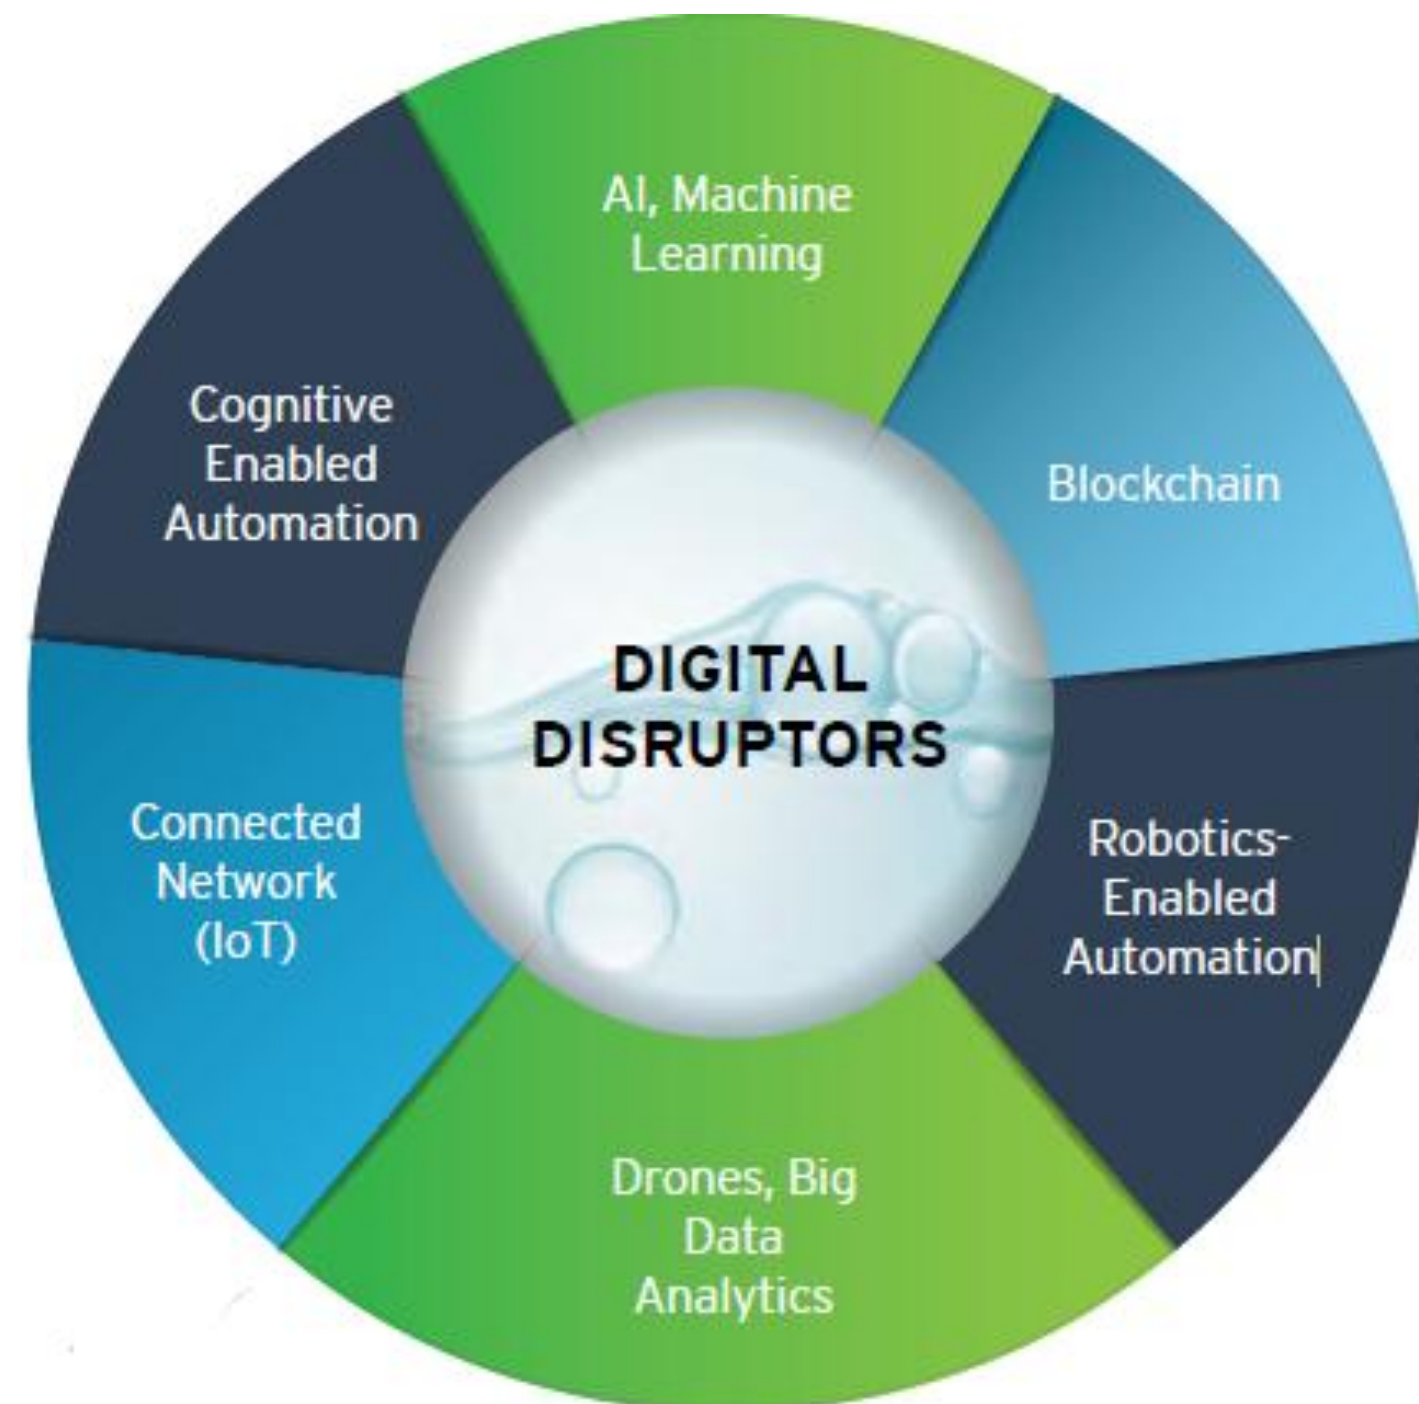 AI, Machine
Learning
Blockchain
Robotics-
Enabled
Automation
Drones, Big
Data
Analytics
Connected
Network
(IoT)
Cognitive
Enabled
Automation
DIGITAL
DISRUPTORS